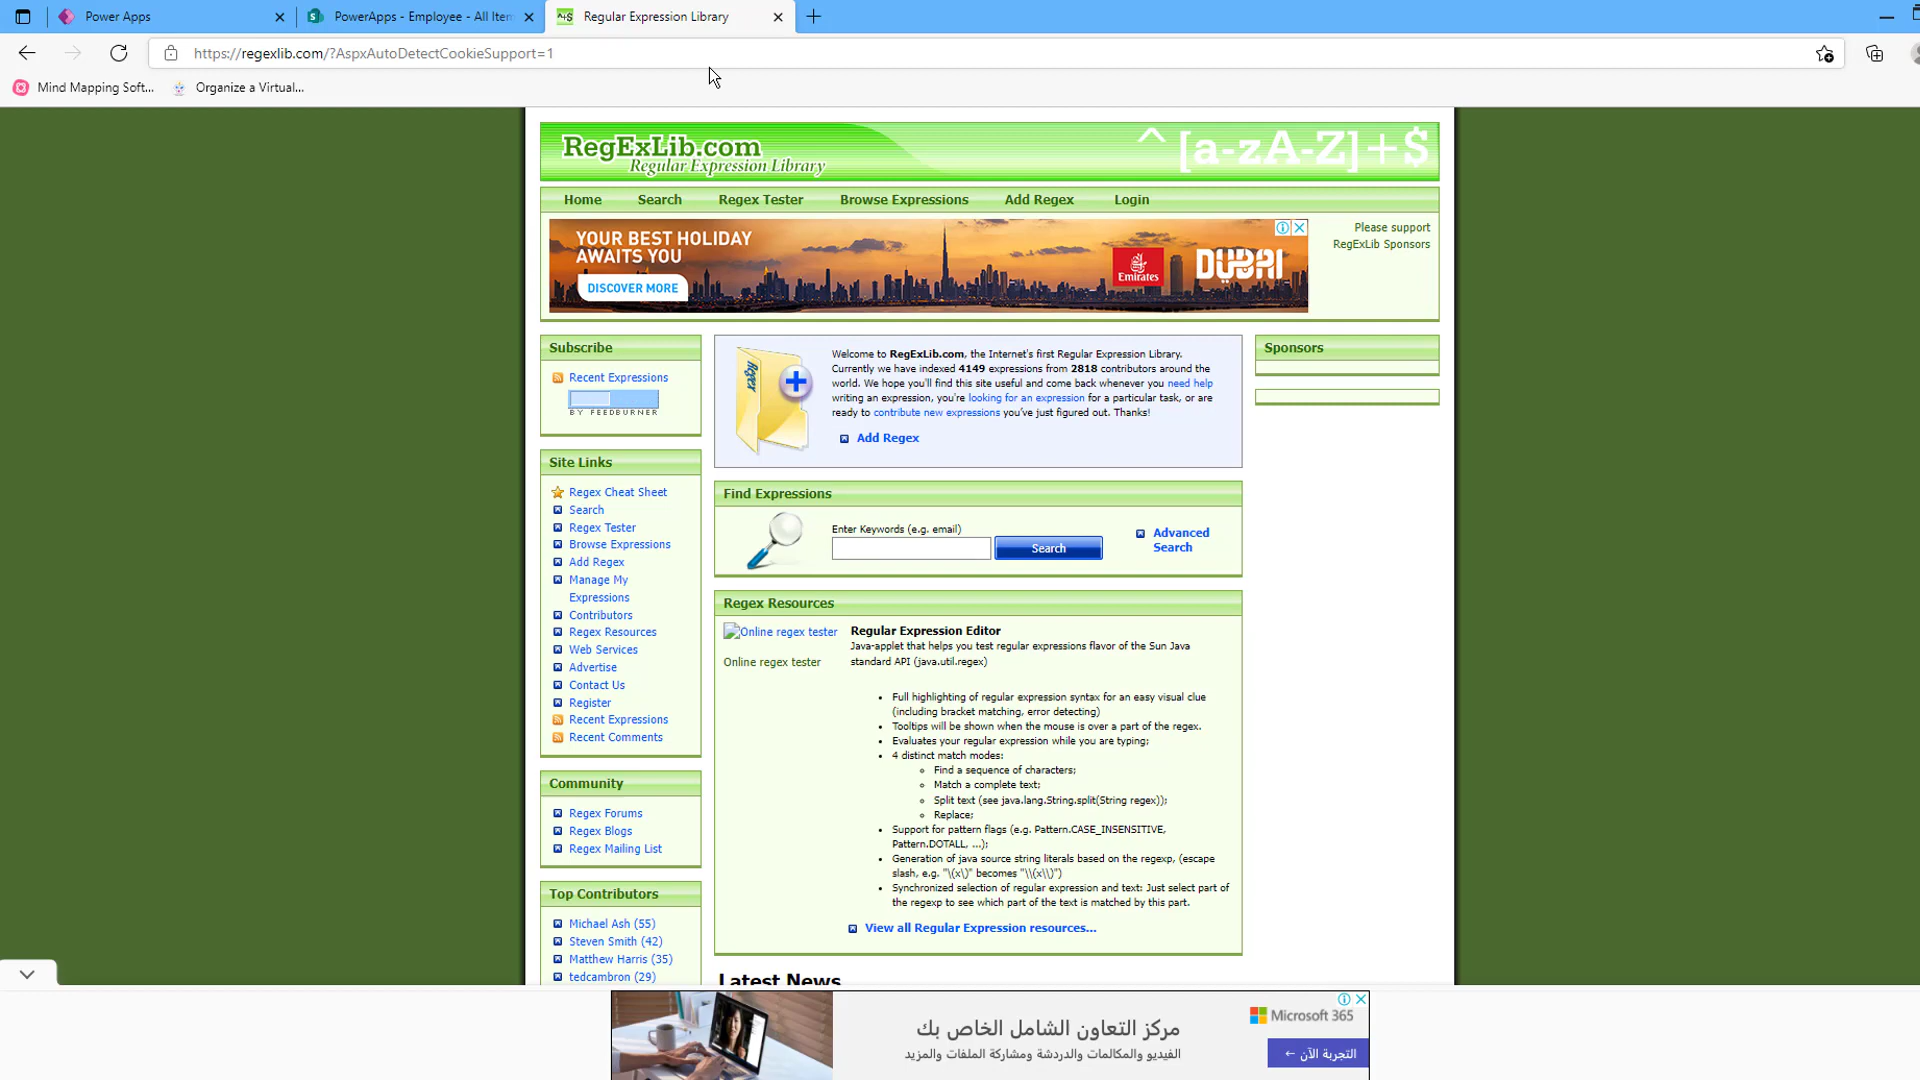 Power Apps
PowerApps - Employee - All Item
Regular Expression Library
https://regexlib.com/?AspxAutoDetectCookieSupport=1
Mind Mapping Soft...
Organize a Virtual...
RegExLib.com
Regular Expression Library
^[a-zA-Z]+$
Home
Search
Regex Tester
Browse Expressions
Add Regex
Login
YOUR BEST HOLIDAY
AWAITS YOU
DISCOVER MORE
Emirates
DUBAI
Please support
RegExLib Sponsors
Subscribe
Recent Expressions
BY FEEDBURNER
Site Links
Regex Cheat Sheet
Search
Regex Tester
Browse Expressions
Add Regex
Manage My
Expressions
Contributors
Regex Resources
Web Services
Advertise
Contact Us
Register
Recent Expressions
Recent Comments
Community
Regex Forums
Regex Blogs
Regex Mailing List
Top Contributors
Michael Ash (55)
Steven Smith (42)
Matthew Harris (35)
tedcambron (29)
Regex
Welcome to RegExLib.com, the Internet's first Regular Expression Library.
Currently we have indexed 4149 expressions from 2818 contributors around the
world. We hope you'll find this site useful and come back whenever you need help
writing an expression, you're looking for an expression for a particular task, or are
ready to contribute new expressions you've just figured out. Thanks!
Add Regex
Find Expressions
Enter Keywords (e.g. email)
Search
Advanced
Search
Regex Resources
Online regex tester
Online regex tester
Regular Expression Editor
Java-applet that helps you test regular expressions flavor of the Sun Java
standard API (java.util.regex)
Full highlighting of regular expression syntax for an easy visual clue
(including bracket matching, error detecting)
Tooltips will be shown when the mouse is over a part of the regex.
Evaluates your regular expression while you are typing;
4 distinct match modes:
Find a sequence of characters;
Match a complete text;
Split text (see java.lang.String.split(String regex));
Replace;
Support for pattern flags (e.g. Pattern.CASE_INSENSITIVE,
Pattern.DOTALL, ...);
Generation of java source string literals based on the regexp, (escape
slash, e.g. "\(x\)" becomes "\\(x\\)")
Synchronized selection of regular expression and text: Just select part of
the regexp to see which part of the text is matched by this part.
View all Regular Expression resources...
Latest News
Sponsors
مركز التعاون الشامل الخاص بك
الفيديو والمكالمات والدردشة ومشاركة الملفات والمزيد
Microsoft 365
التجربة الآن ←